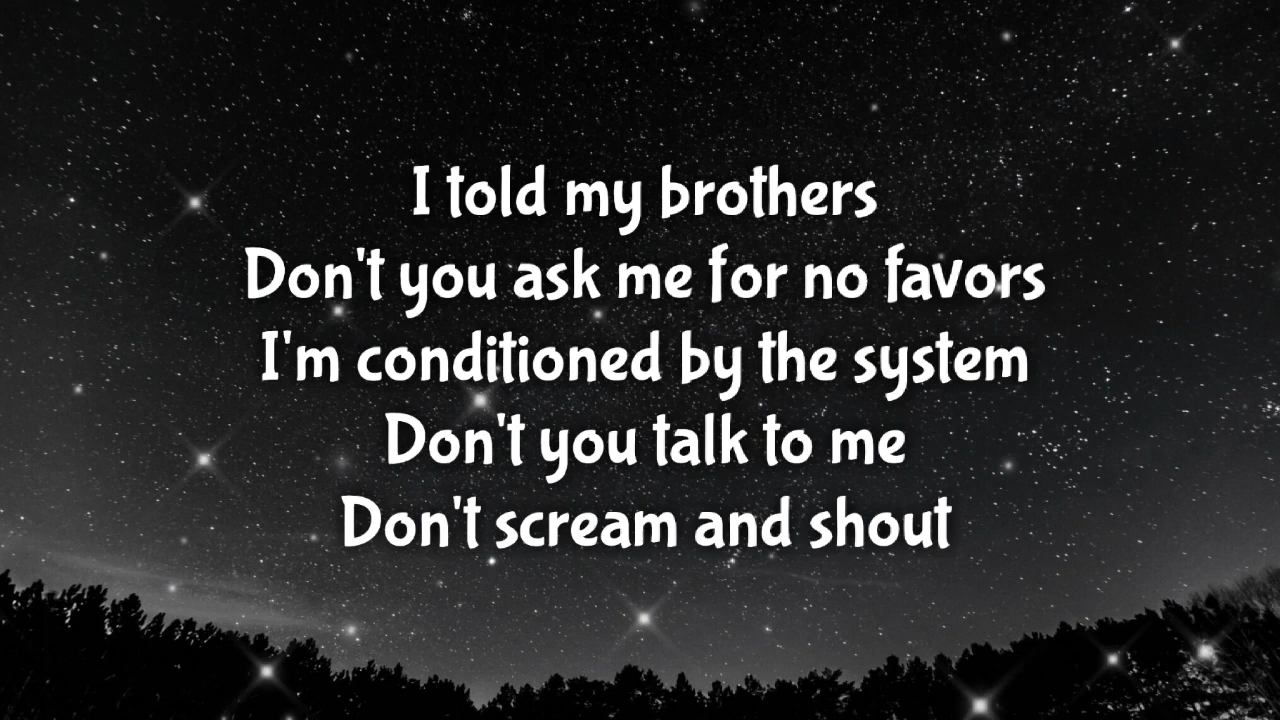 I told my brothers
Don't you ask me for no favors
I'm conditioned by the system
Don't you talk to me
Don't scream and shout